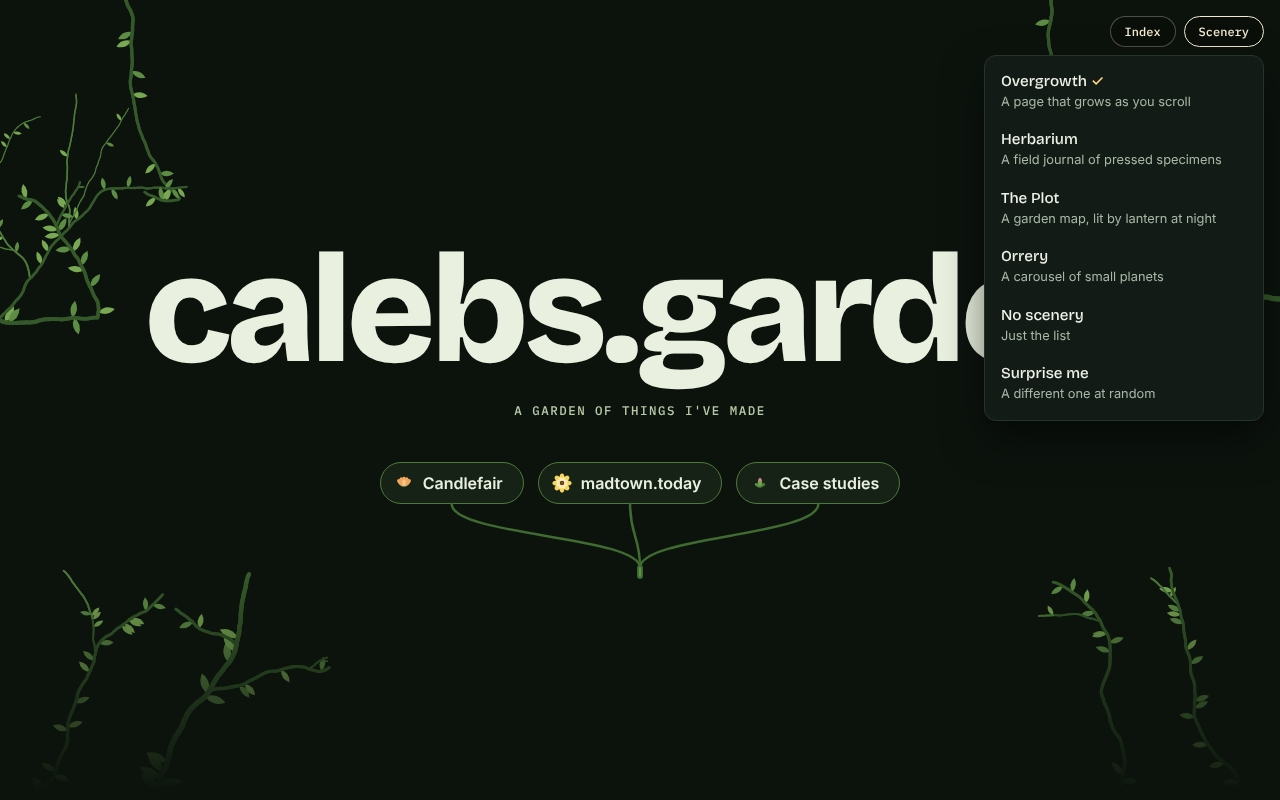 Index
Scenery
Overgrowth
A page that grows as you scroll
Herbarium
A field journal of pressed specimens
The Plot
A garden map, lit by lantern at night
Orrery
A carousel of small planets
No scenery
Just the list
Surprise me
A different one at random
calebs.gard
A GARDEN OF THINGS I'VE MADE
Candlefair
madtown.today
Case studies